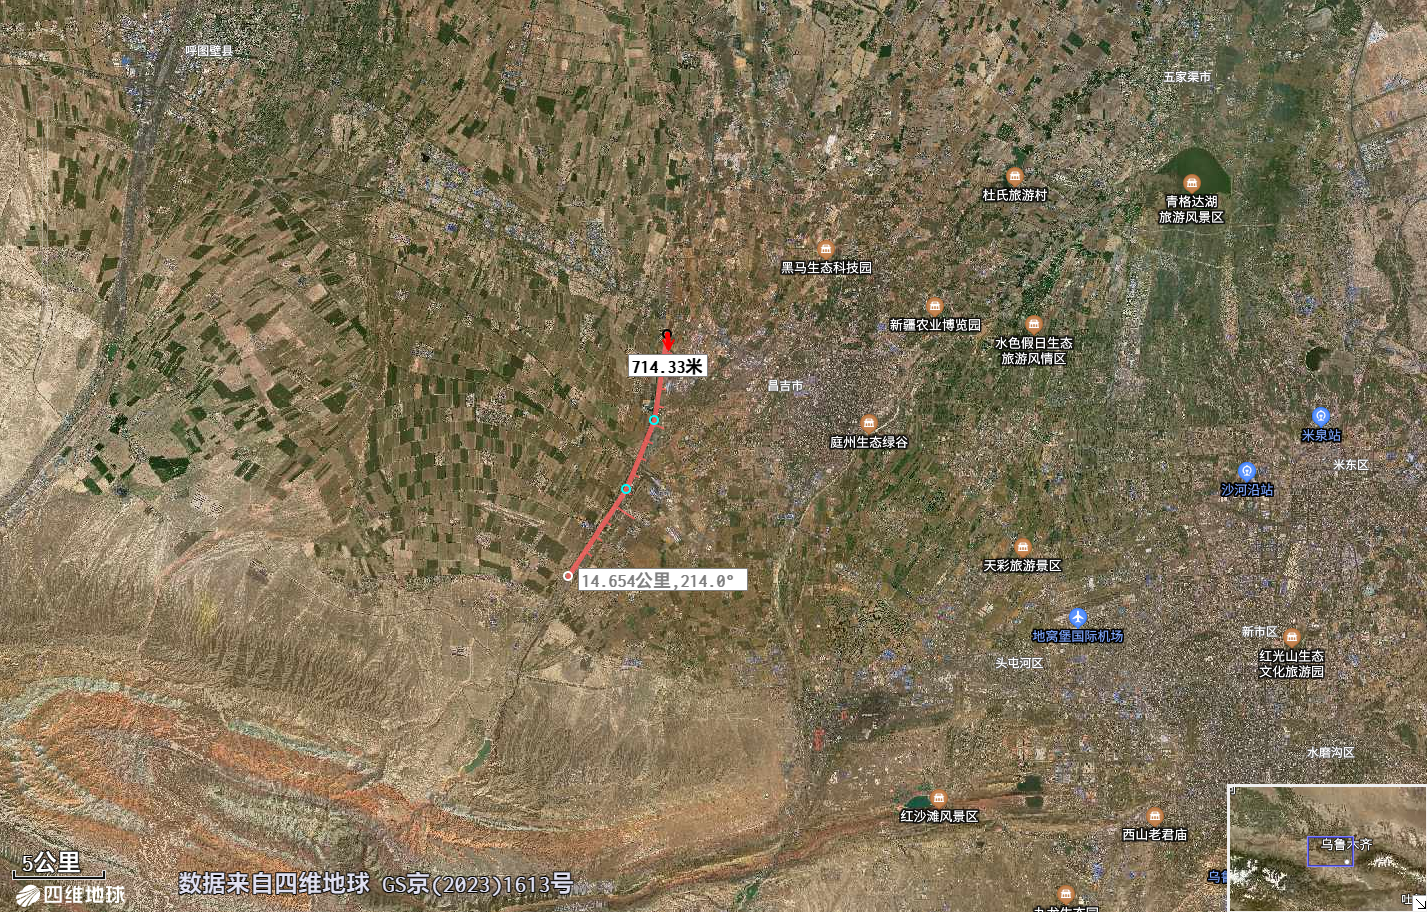 呼图壁县
五家渠市
杜氏旅游村
青格达湖
旅游风景区
黑马生态科技园
新疆农业博览园
水色假日生态
旅游风情区
714.33米
昌吉市
庭州生态绿谷
米泉站
米东区
沙河沿站
天彩旅游景区
14.654公里,214.0°
地窝堡国际机场
新市区
头屯河区
红光山生态
文化旅游园
水磨沟区
红沙滩风景区
西山老君庙
乌鲁木齐
5公里
数据来自四维地球 GS京(2023)1613号
四维地球